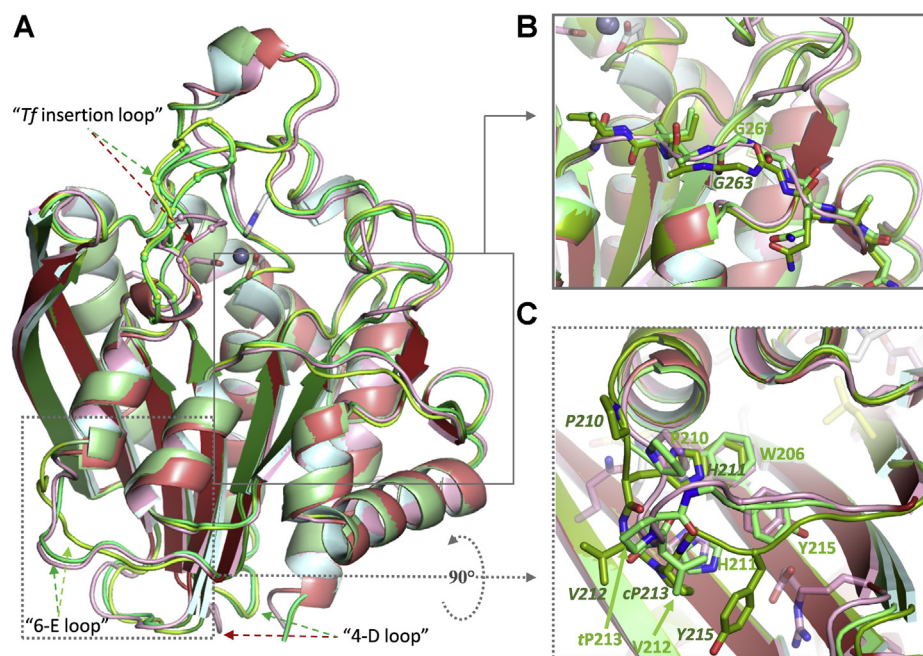 A
"Tf insertion loop"
"6-E loop"
"4-D loop"
90°
B
G263
G263
C
P210
P210
W206
H211
Y215
H211
V212
cP213
tP213
V212
Y215